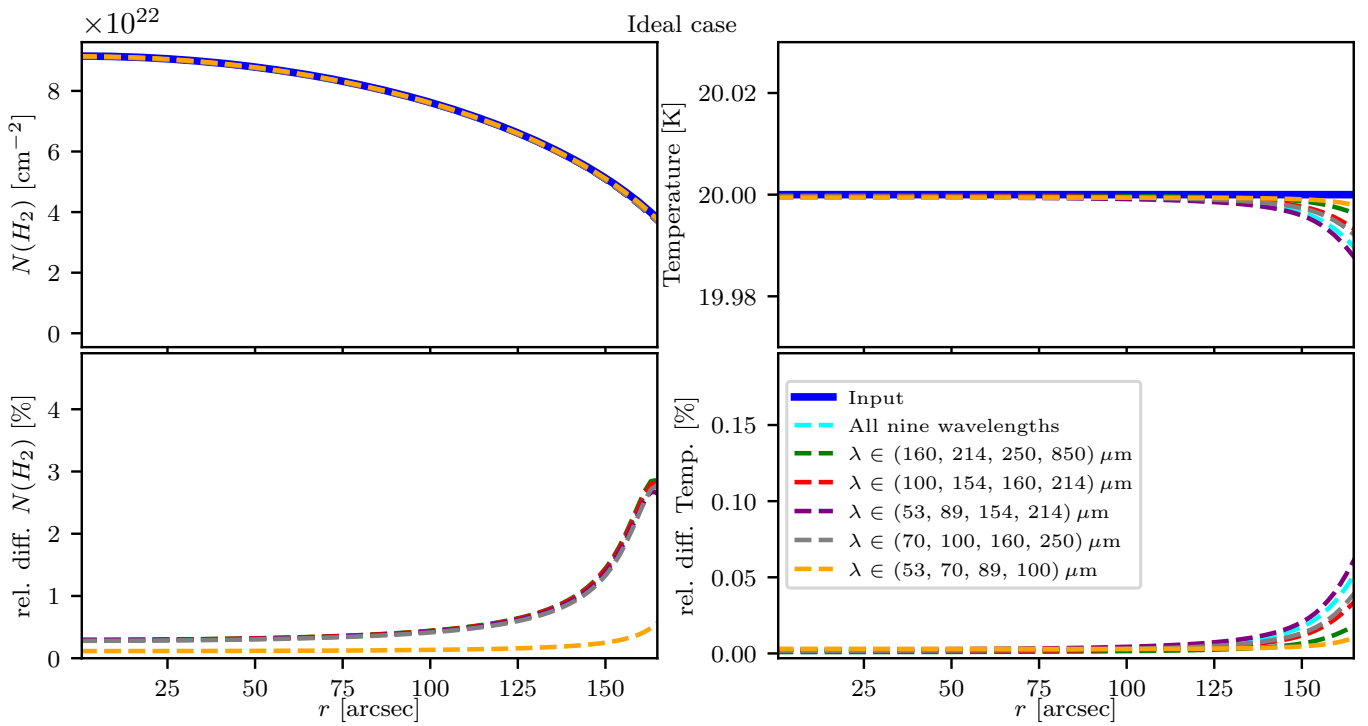 Ideal case
×10²²
N(H₂) [cm⁻²]
8
6
4
2
0
Temperature [K]
20.02
20.00
19.98
rel. diff. N(H₂) [%]
4
3
2
1
0
25 50 75 100 125 150
r [arcsec]
rel. diff. Temp. [%]
0.15
0.10
0.05
0.00
Input
All nine wavelengths
λ ∈ (160, 214, 250, 850) μm
λ ∈ (100, 154, 160, 214) μm
λ ∈ (53, 89, 154, 214) μm
λ ∈ (70, 100, 160, 250) μm
λ ∈ (53, 70, 89, 100) μm
25 50 75 100 125 150
r [arcsec]